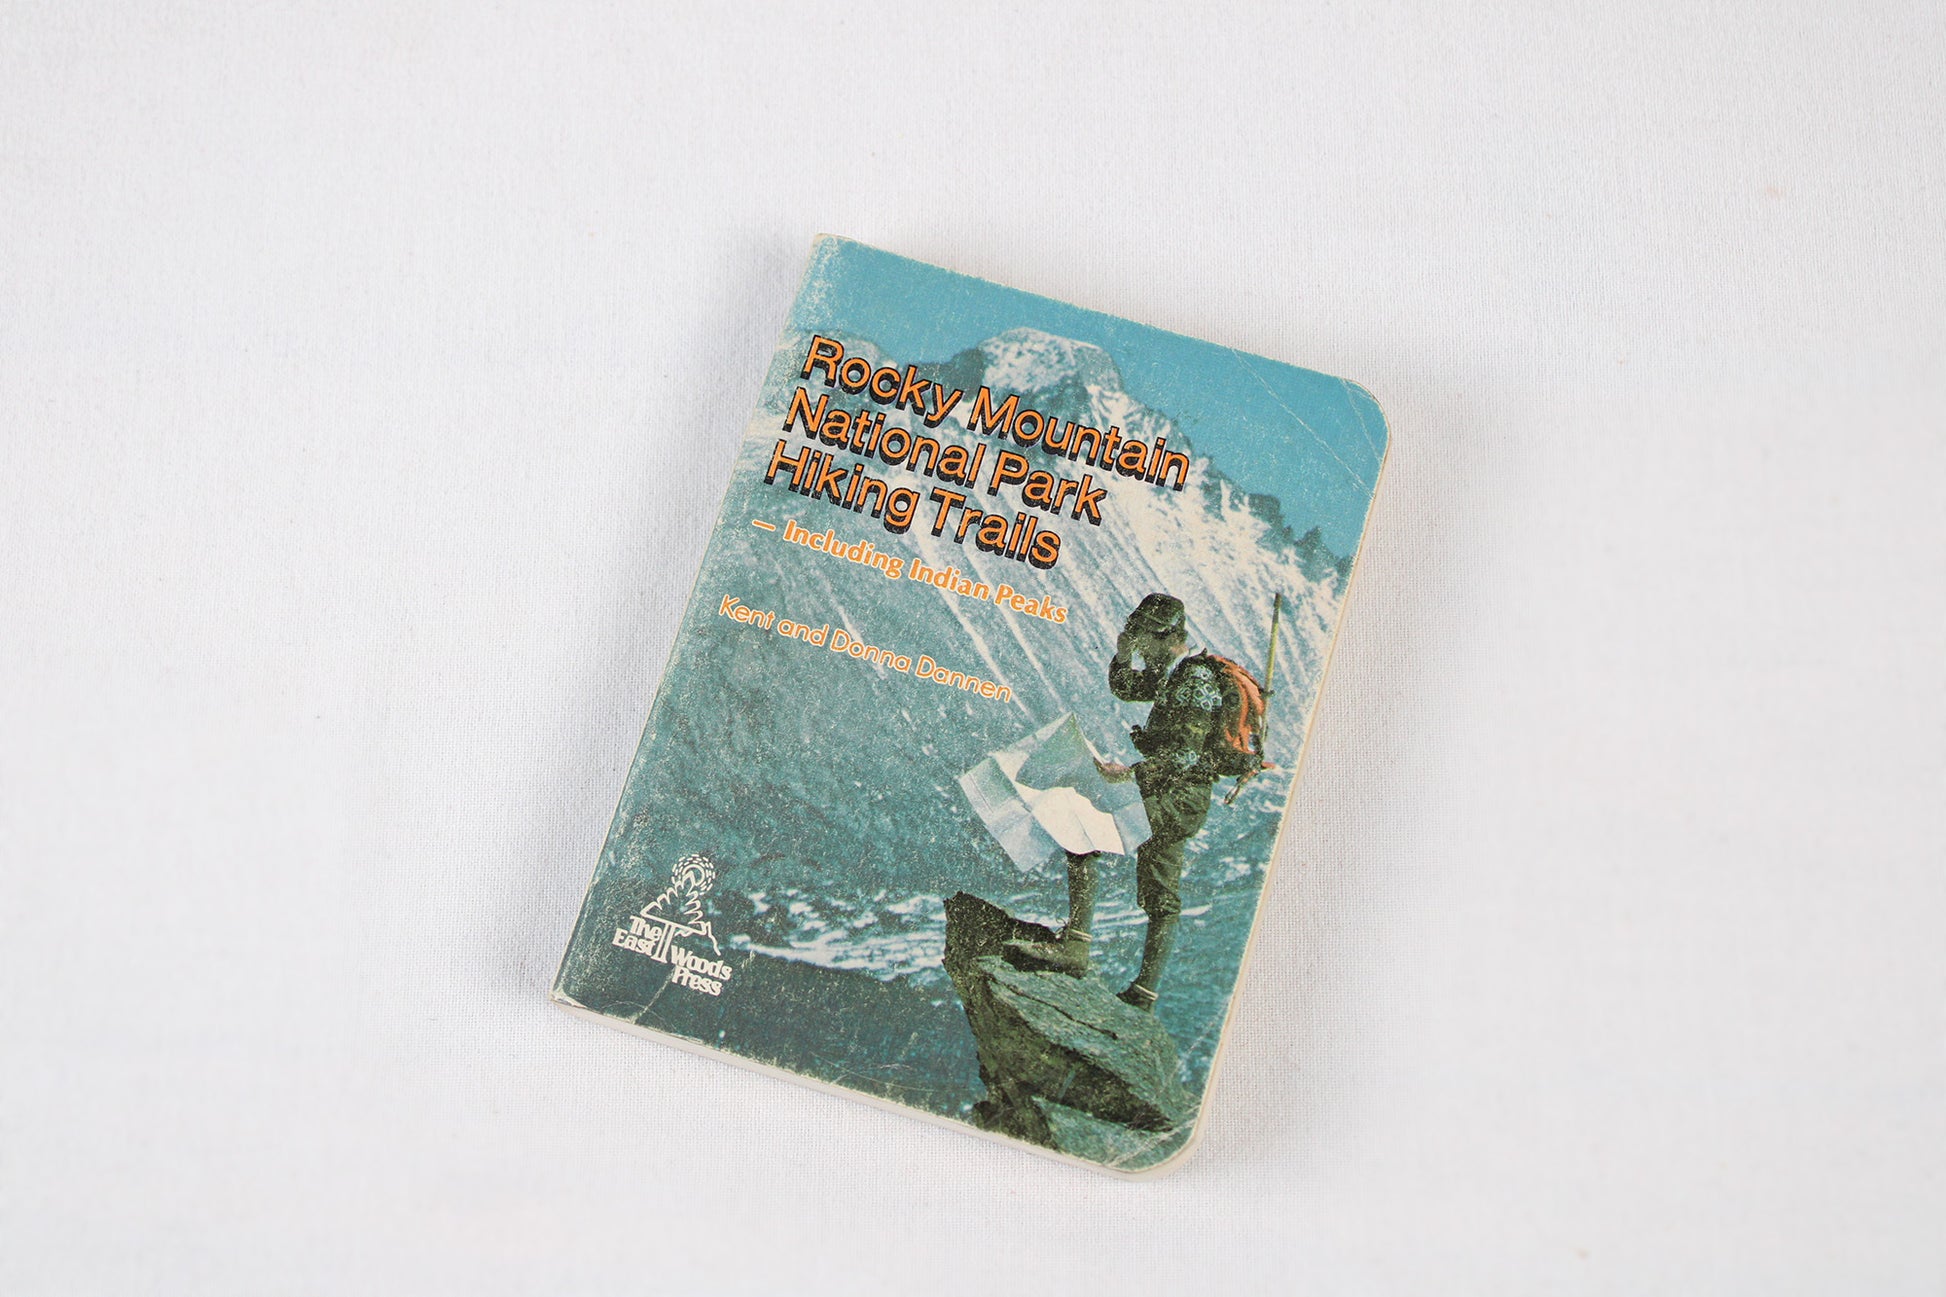 Rocky Mountain
National Park
Hiking Trails
— Including Indian Peaks
Kent and Donna Dannen
The
East
Woods
Press